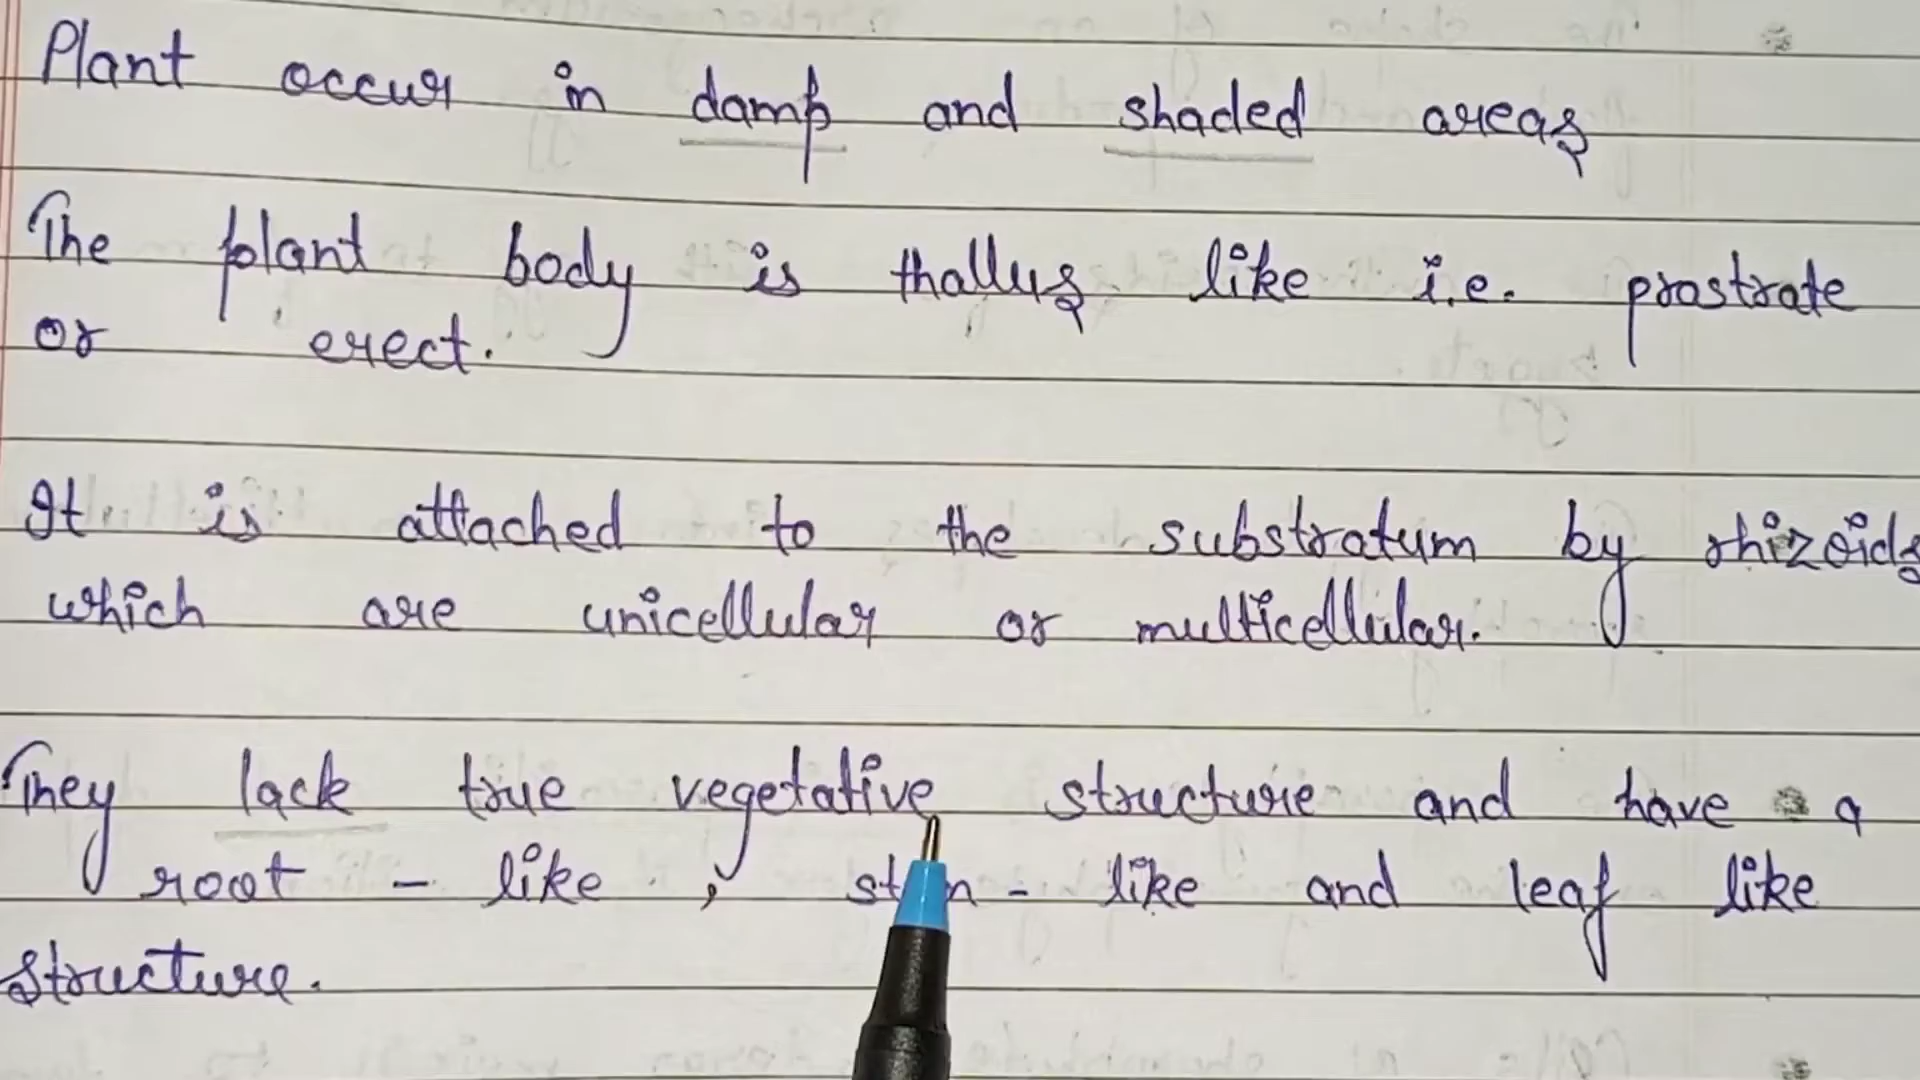 Plant occur in damp and shaded areas
The plant body is thallus like i.e. prostrate
or erect.
It is attached to the substratum by rhizoids
which are unicellular or multicellular.
They lack true vegetative structure and have a
root - like , - like and leaf like
structure.